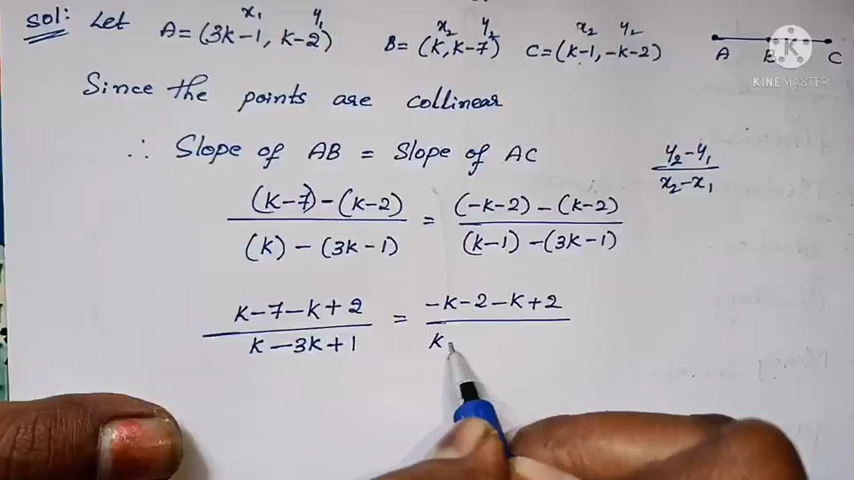 Sol: Let A=(3k-1, k-2) B=(k, k-7) C=(k-1, -k-2)
x1 y1 x2 y2 x2 y2
A B C
K
KINEMASTER
Since the points are collinear
∴ Slope of AB = Slope of AC
y2-y1 / x2-x1
(k-7)-(k-2) / (k)-(3k-1) = (-k-2)-(k-2) / (k-1)-(3k-1)
k-7-k+2 / k-3k+1 = -k-2-k+2 / k